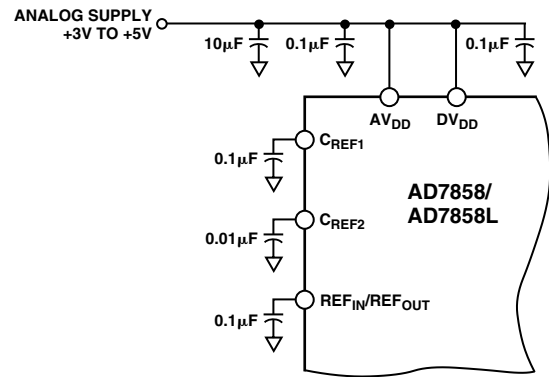 ANALOG SUPPLY
+3V TO +5V
10µF
0.1µF
0.1µF
AVDD
DVDD
CREF1
0.1µF
AD7858/
AD7858L
CREF2
0.01µF
REFIN/REFOUT
0.1µF